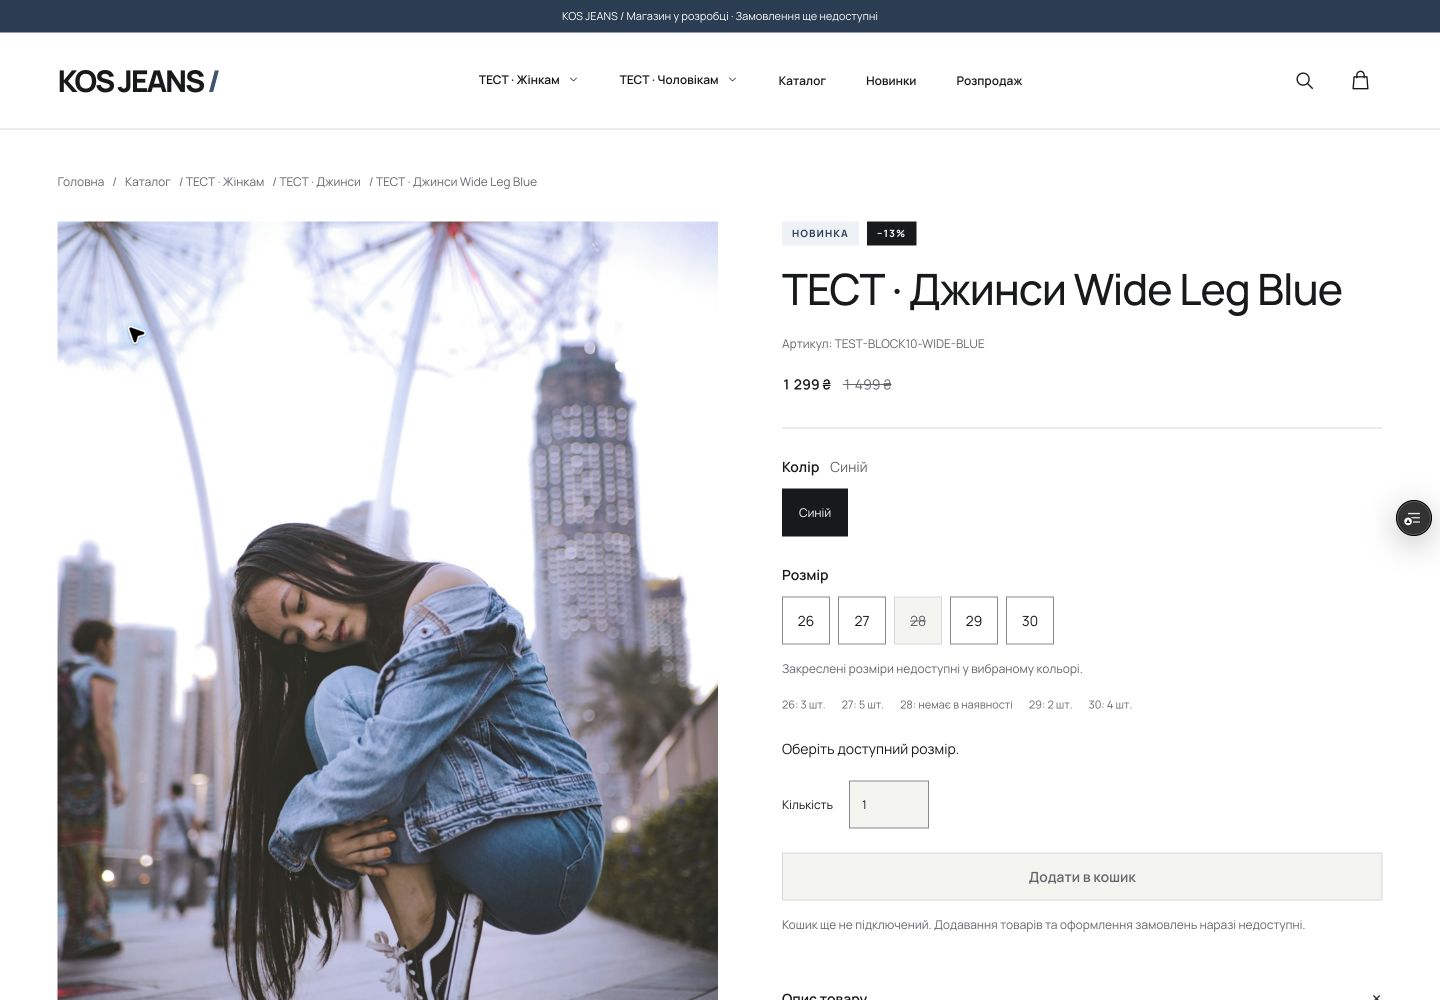 KOS JEANS / Магазин у розробці · Замовлення ще недоступні
KOS JEANS /
ТЕСТ · Жінкам
ТЕСТ · Чоловікам
Каталог
Новинки
Розпродаж
Головна / Каталог / ТЕСТ · Жінкам / ТЕСТ · Джинси / ТЕСТ · Джинси Wide Leg Blue
НОВИНКА
−13%
ТЕСТ · Джинси Wide Leg Blue
Артикул: TEST-BLOCK10-WIDE-BLUE
1 299 ₴ 1 499 ₴
Колір Синій
Синій
Розмір
26 27 28 29 30
Закреслені розміри недоступні у вибраному кольорі.
26: 3 шт. 27: 5 шт. 28: немає в наявності 29: 2 шт. 30: 4 шт.
Оберіть доступний розмір.
Кількість 1
Додати в кошик
Кошик ще не підключений. Додавання товарів та оформлення замовлень наразі недоступні.
Опис товару